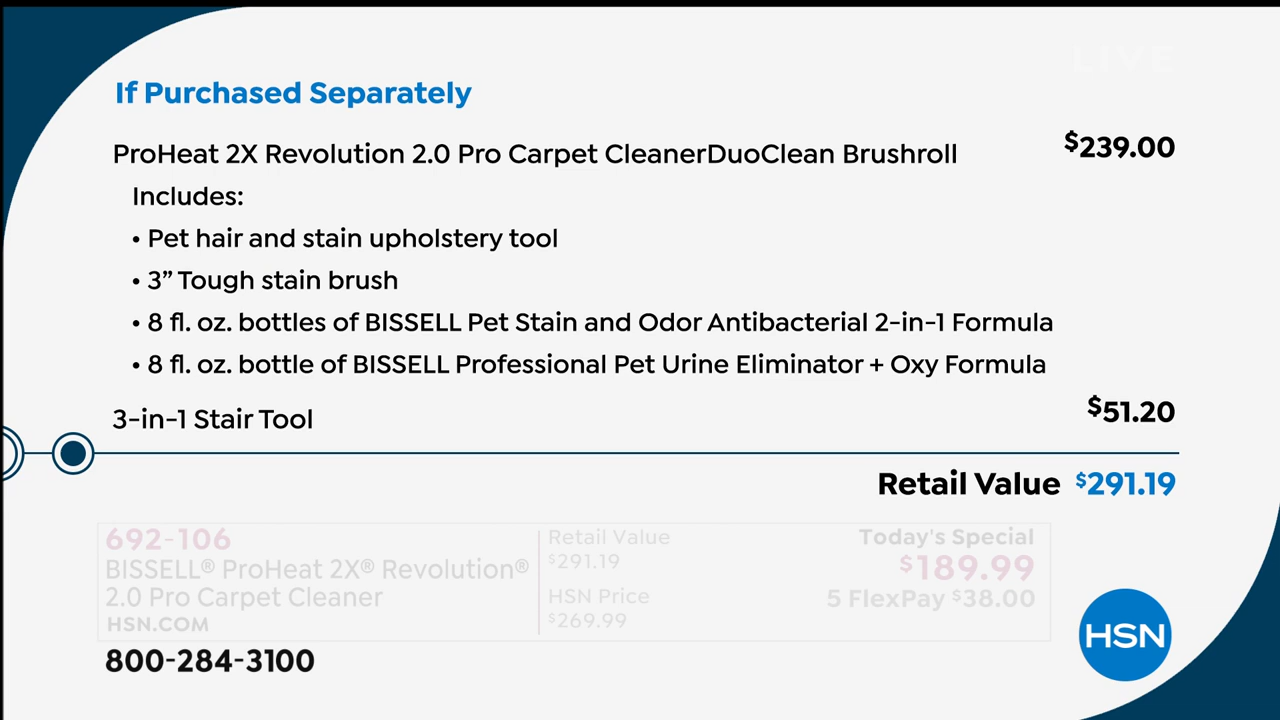 LIVE
If Purchased Separately
ProHeat 2X Revolution 2.0 Pro Carpet CleanerDuoClean Brushroll $239.00
Includes:
• Pet hair and stain upholstery tool
• 3” Tough stain brush
• 8 fl. oz. bottles of BISSELL Pet Stain and Odor Antibacterial 2-in-1 Formula
• 8 fl. oz. bottle of BISSELL Professional Pet Urine Eliminator + Oxy Formula
3-in-1 Stair Tool $51.20
Retail Value $291.19
692-106
BISSELL® ProHeat 2X® Revolution®
2.0 Pro Carpet Cleaner
HSN.COM
Retail Value
$291.19
HSN Price
$269.99
Today's Special
$189.99
5 FlexPay $38.00
800-284-3100
HSN